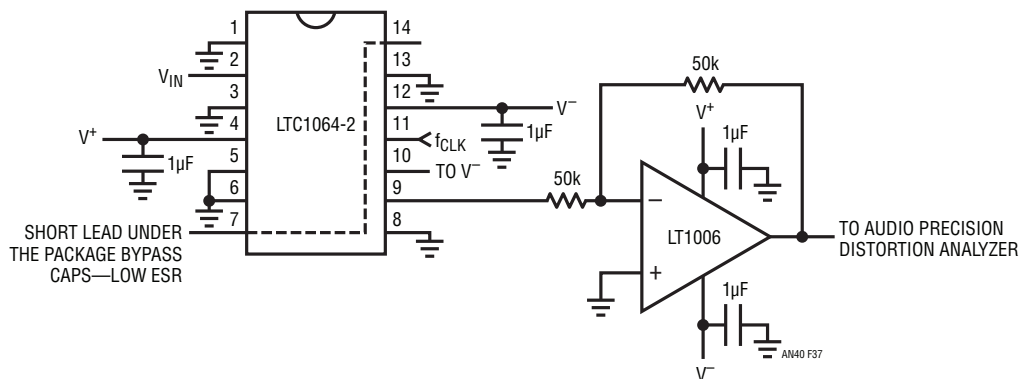 1
2
3
4
5
6
7
14
13
12
11
10
9
8
LTC1064-2
V_IN
V+
1µF
SHORT LEAD UNDER
THE PACKAGE BYPASS
CAPS—LOW ESR
V–
1µF
f_CLK
TO V–
50k
50k
V+
1µF
–
+
LT1006
1µF
V–
TO AUDIO PRECISION
DISTORTION ANALYZER
AN40 F37